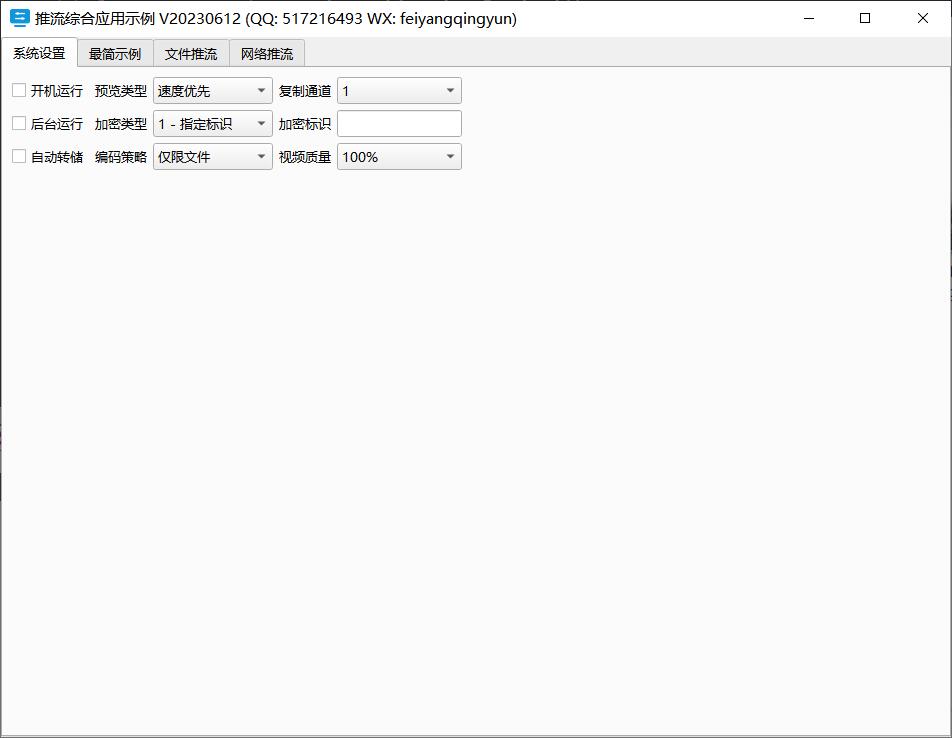 推流综合应用示例 V20230612 (QQ: 517216493 WX: feiyangqingyun)
系统设置 最简示例 文件推流 网络推流
开机运行 预览类型 速度优先 复制通道 1
后台运行 加密类型 1 - 指定标识 加密标识
自动转储 编码策略 仅限文件 视频质量 100%